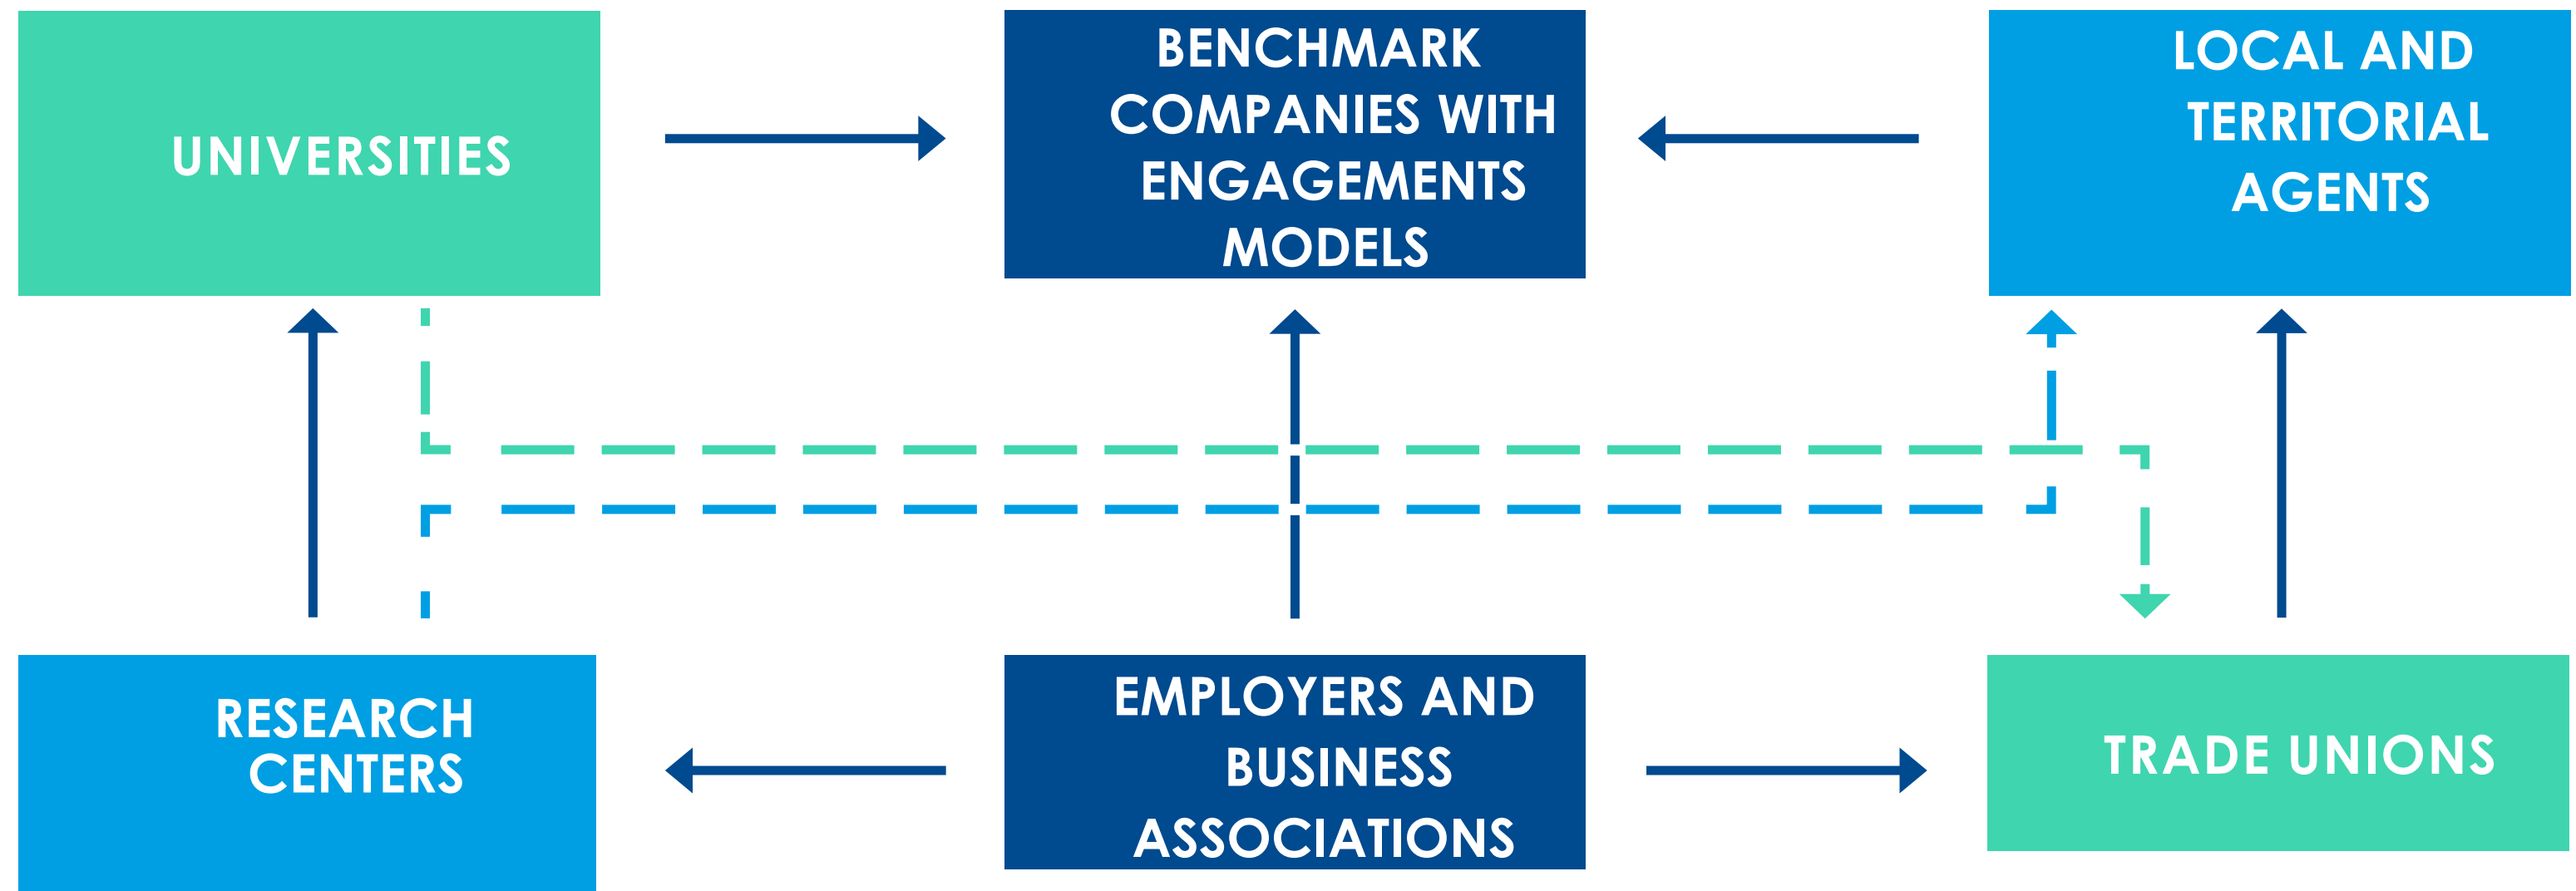 UNIVERSITIES
BENCHMARK
COMPANIES WITH
ENGAGEMENTS
MODELS
LOCAL AND
TERRITORIAL
AGENTS
RESEARCH
CENTERS
EMPLOYERS AND
BUSINESS
ASSOCIATIONS
TRADE UNIONS